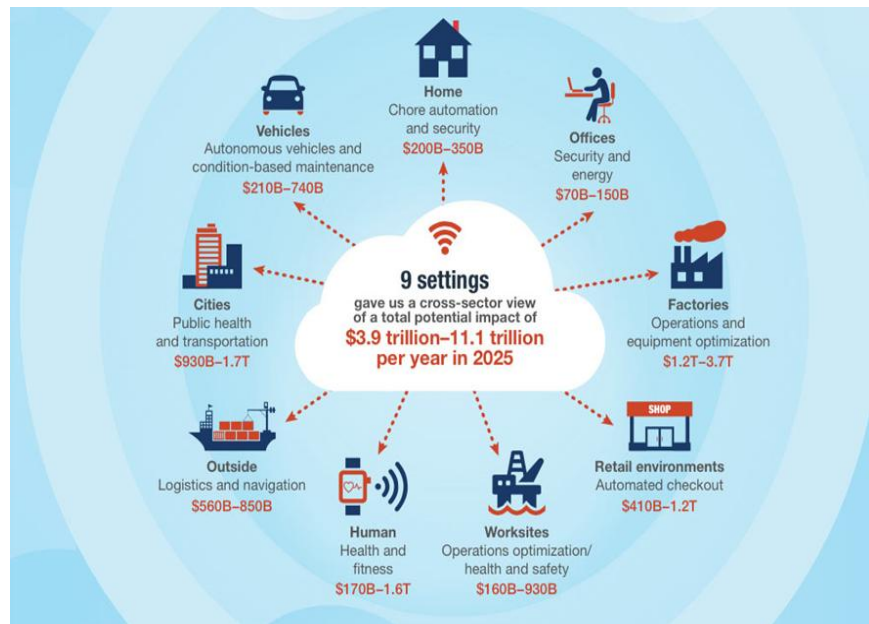 Home
Chore automation
and security
$200B–350B
Vehicles
Autonomous vehicles and
condition-based maintenance
$210B–740B
Offices
Security and
energy
$70B–150B
9 settings
gave us a cross-sector view
of a total potential impact of
$3.9 trillion–11.1 trillion
per year in 2025
Cities
Public health
and transportation
$930B–1.7T
Factories
Operations and
equipment optimization
$1.2T–3.7T
Outside
Logistics and navigation
$560B–850B
SHOP
Retail environments
Automated checkout
$410B–1.2T
Human
Health and
fitness
$170B–1.6T
Worksites
Operations optimization/
health and safety
$160B–930B